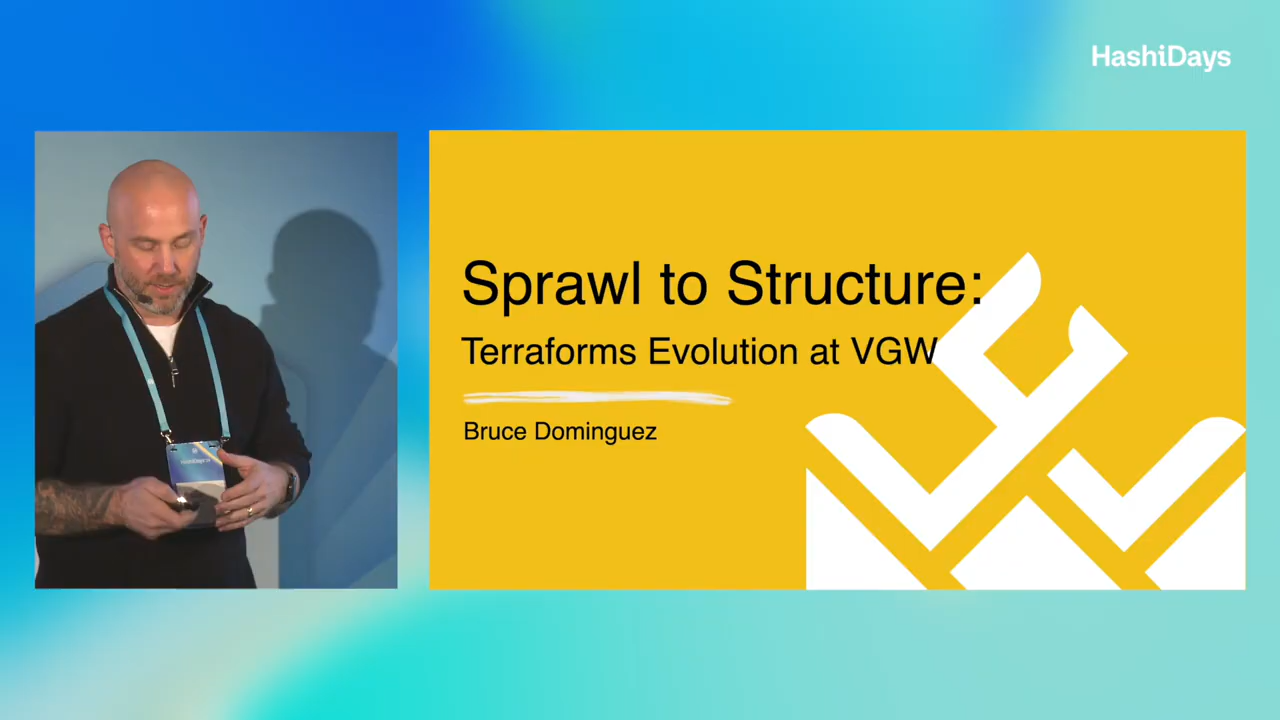 HashiDays
Sprawl to Structure:
Terraforms Evolution at VGW
Bruce Dominguez